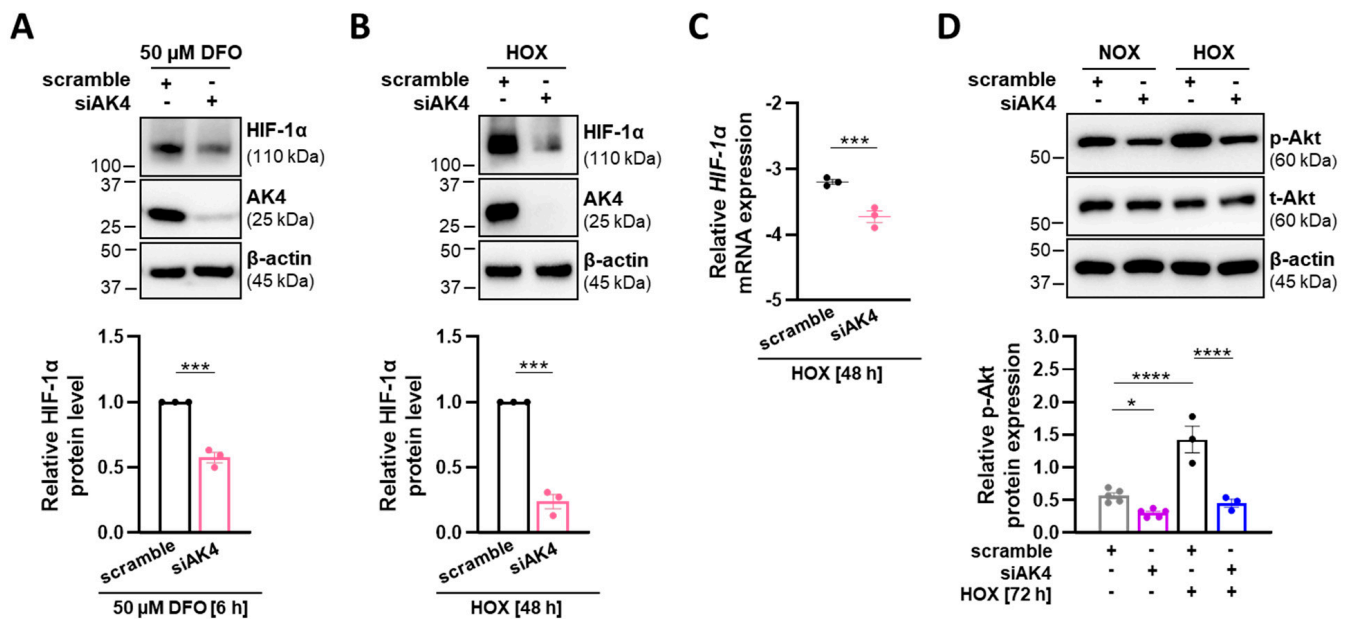 A
50 µM DFO
scramble + -
siAK4 - +
HIF-1α
(110 kDa)
100
37
AK4
(25 kDa)
25
50
β-actin
(45 kDa)
37
Relative HIF-1α
protein level
1.5
1.0
0.5
0.0
***
scramble
siAK4
50 µM DFO [6 h]
B
HOX
scramble + -
siAK4 - +
HIF-1α
(110 kDa)
100
37
AK4
(25 kDa)
25
50
β-actin
(45 kDa)
37
Relative HIF-1α
protein level
1.5
1.0
0.5
0.0
***
scramble
siAK4
HOX [48 h]
C
Relative HIF-1α
mRNA expression
-2
-3
-4
-5
***
scramble
siAK4
HOX [48 h]
D
NOX HOX
scramble + - + -
siAK4 - + - +
p-Akt
(60 kDa)
50
t-Akt
(60 kDa)
50
50
β-actin
(45 kDa)
37
Relative p-Akt
protein expression
3.0
2.5
2.0
1.5
1.0
0.5
0.0
****
****
*
scramble + - + -
siAK4 - + - +
HOX [72 h] - - + +